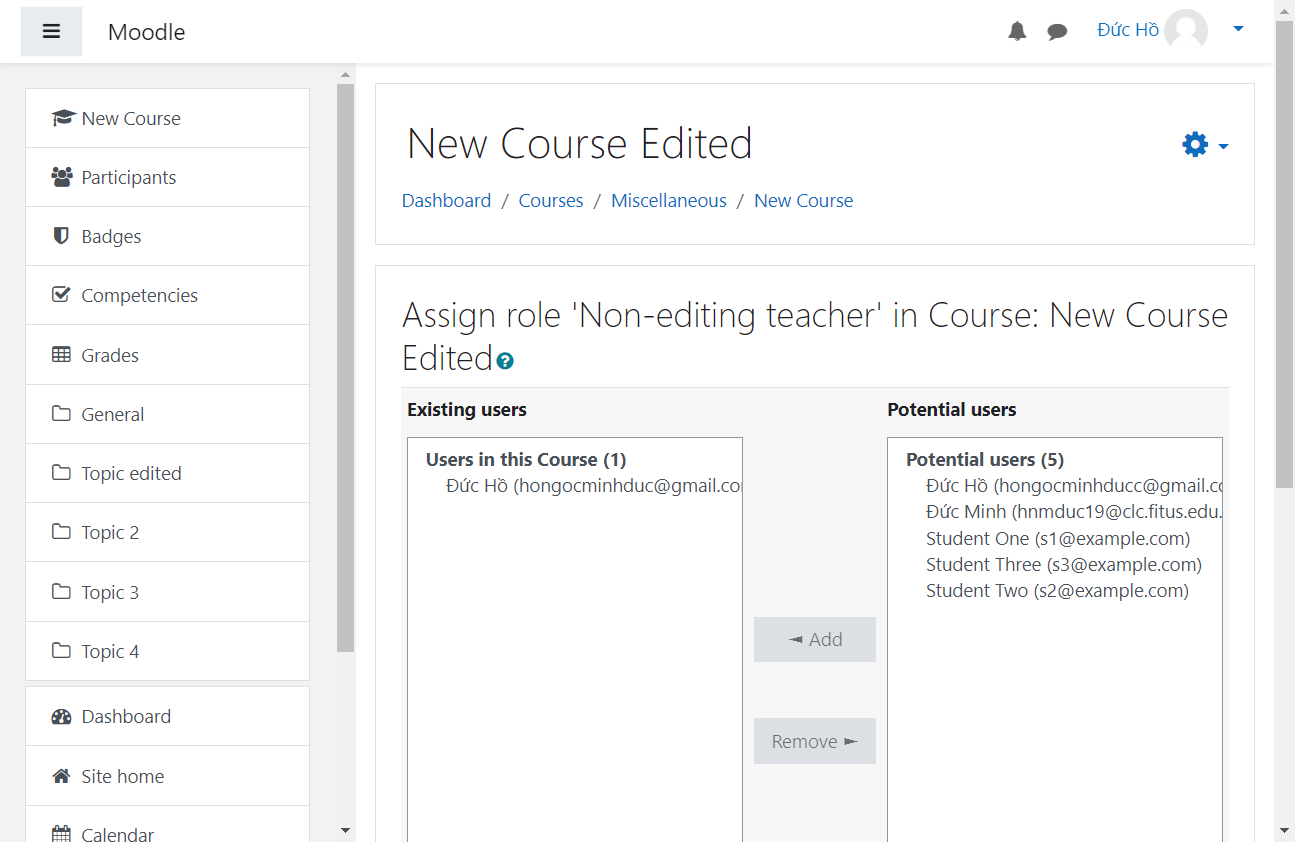 Moodle
Đức Hồ
New Course
Participants
Badges
Competencies
Grades
General
Topic edited
Topic 2
Topic 3
Topic 4
Dashboard
Site home
Calendar
New Course Edited
Dashboard / Courses / Miscellaneous / New Course
Assign role 'Non-editing teacher' in Course: New Course
Edited
Existing users
Users in this Course (1)
Đức Hồ (hongocminhduc@gmail.co
◄ Add
Remove ►
Potential users
Potential users (5)
Đức Hồ (hongocminhducc@gmail.co
Đức Minh (hnmduc19@clc.fitus.edu.
Student One (s1@example.com)
Student Three (s3@example.com)
Student Two (s2@example.com)